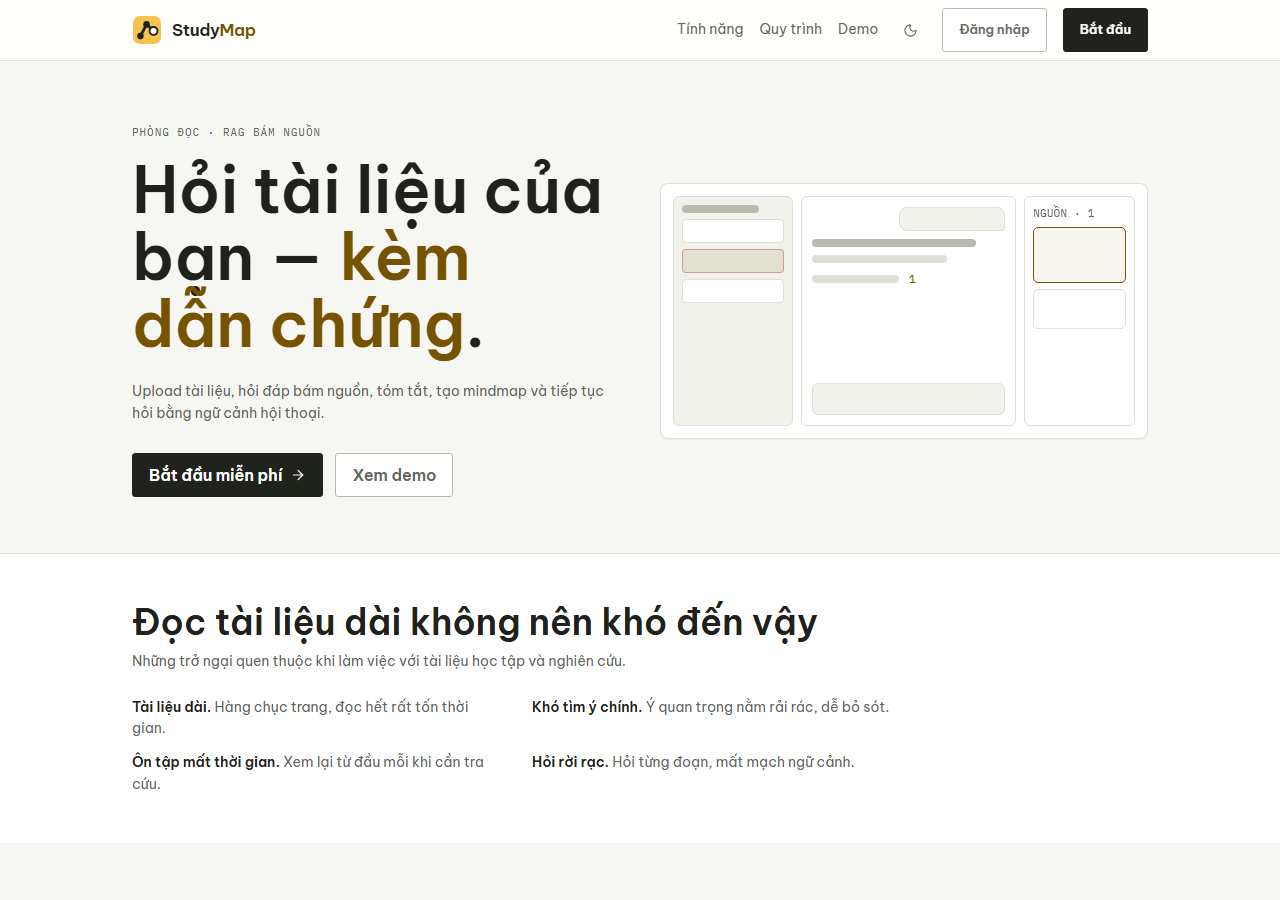 StudyMap
Tính năng
Quy trình
Demo
Đăng nhập
Bắt đầu
PHÒNG ĐỌC · RAG BÁM NGUỒN
Hỏi tài liệu của
bạn — kèm
dẫn chứng.
Upload tài liệu, hỏi đáp bám nguồn, tóm tắt, tạo mindmap và tiếp tục
hỏi bằng ngữ cảnh hội thoại.
Bắt đầu miễn phí →
Xem demo
1
NGUỒN · 1
Đọc tài liệu dài không nên khó đến vậy
Những trở ngại quen thuộc khi làm việc với tài liệu học tập và nghiên cứu.
Tài liệu dài. Hàng chục trang, đọc hết rất tốn thời
gian.
Khó tìm ý chính. Ý quan trọng nằm rải rác, dễ bỏ sót.
Ôn tập mất thời gian. Xem lại từ đầu mỗi khi cần tra
cứu.
Hỏi rời rạc. Hỏi từng đoạn, mất mạch ngữ cảnh.